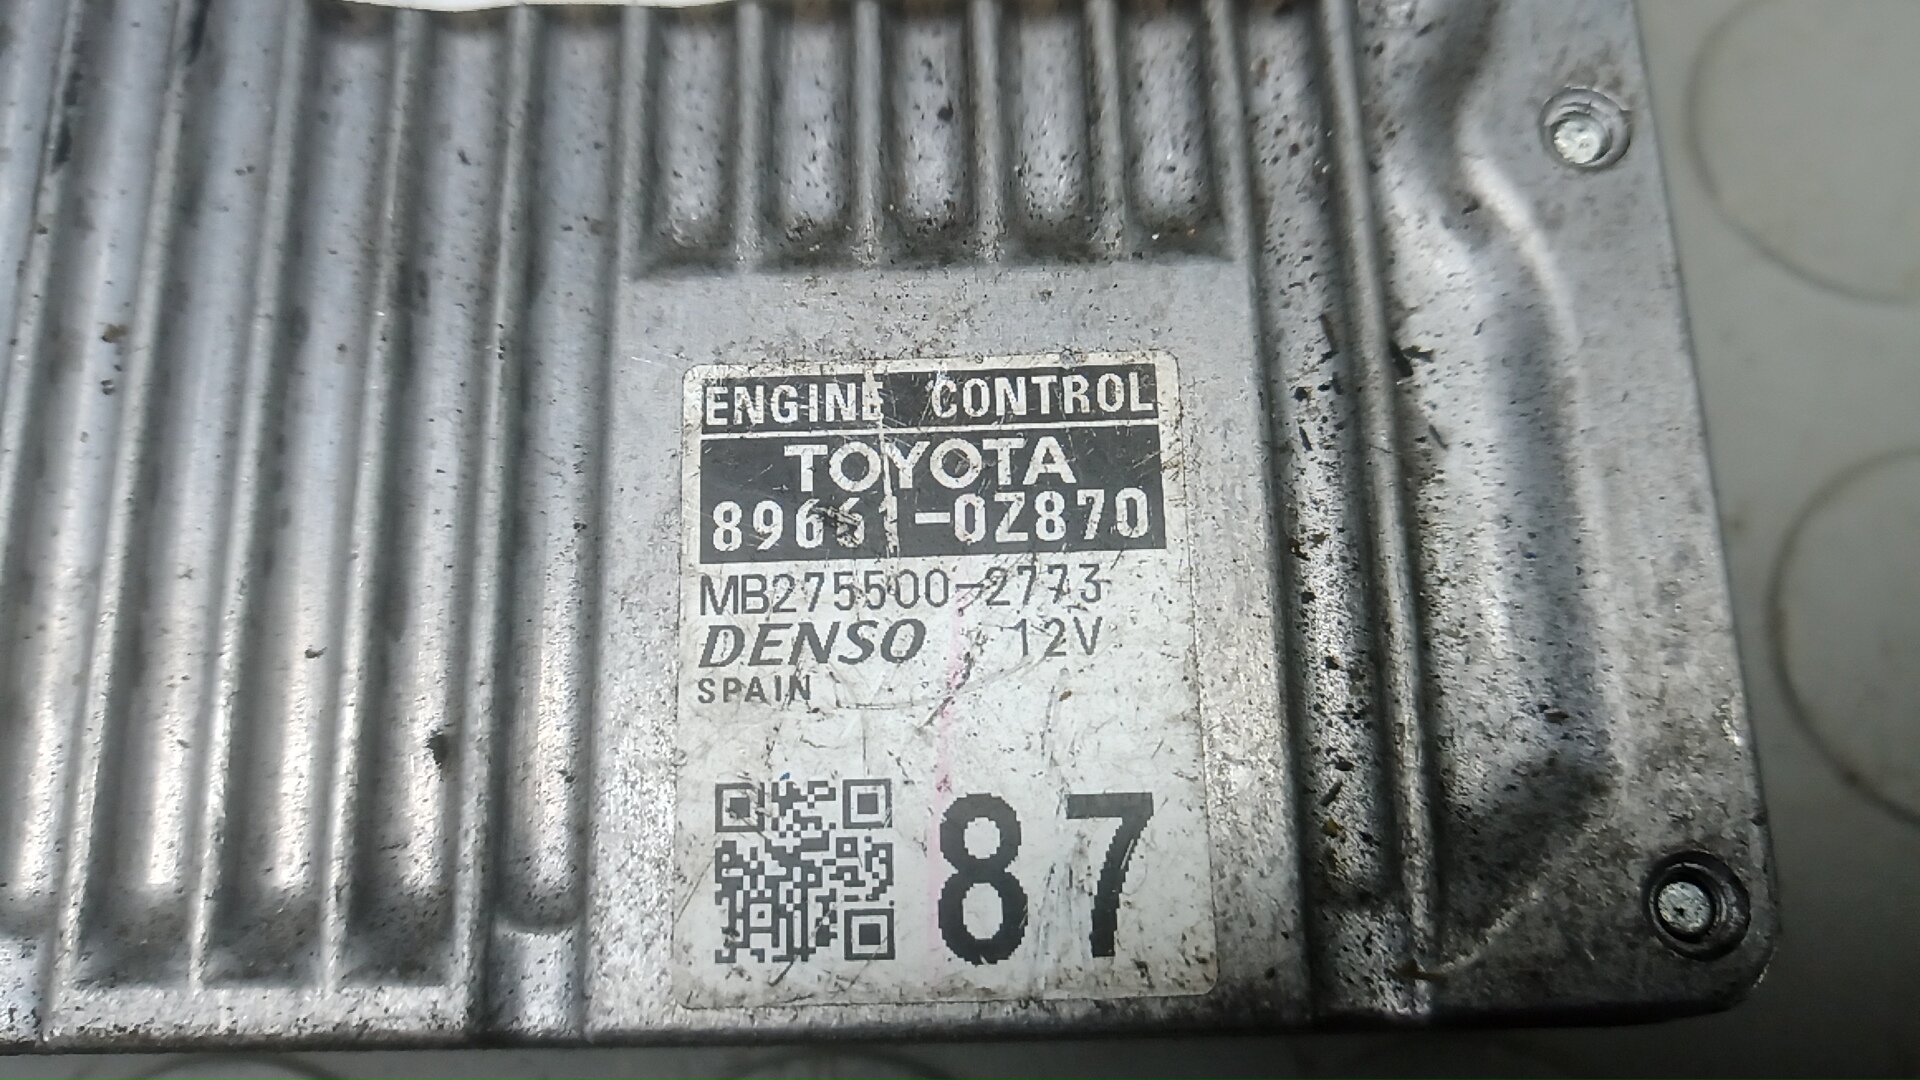 ENGINE CONTROL
TOYOTA
89661-0Z870
MB275500-2773
DENSO 12V
SPAIN
87